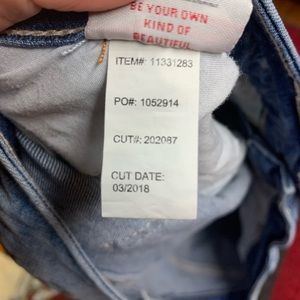 BE YOUR OWN
KIND OF
BEAUTIFUL
ITEM#: 11331283
PO#: 1052914
CUT#: 202087
CUT DATE:
03/2018